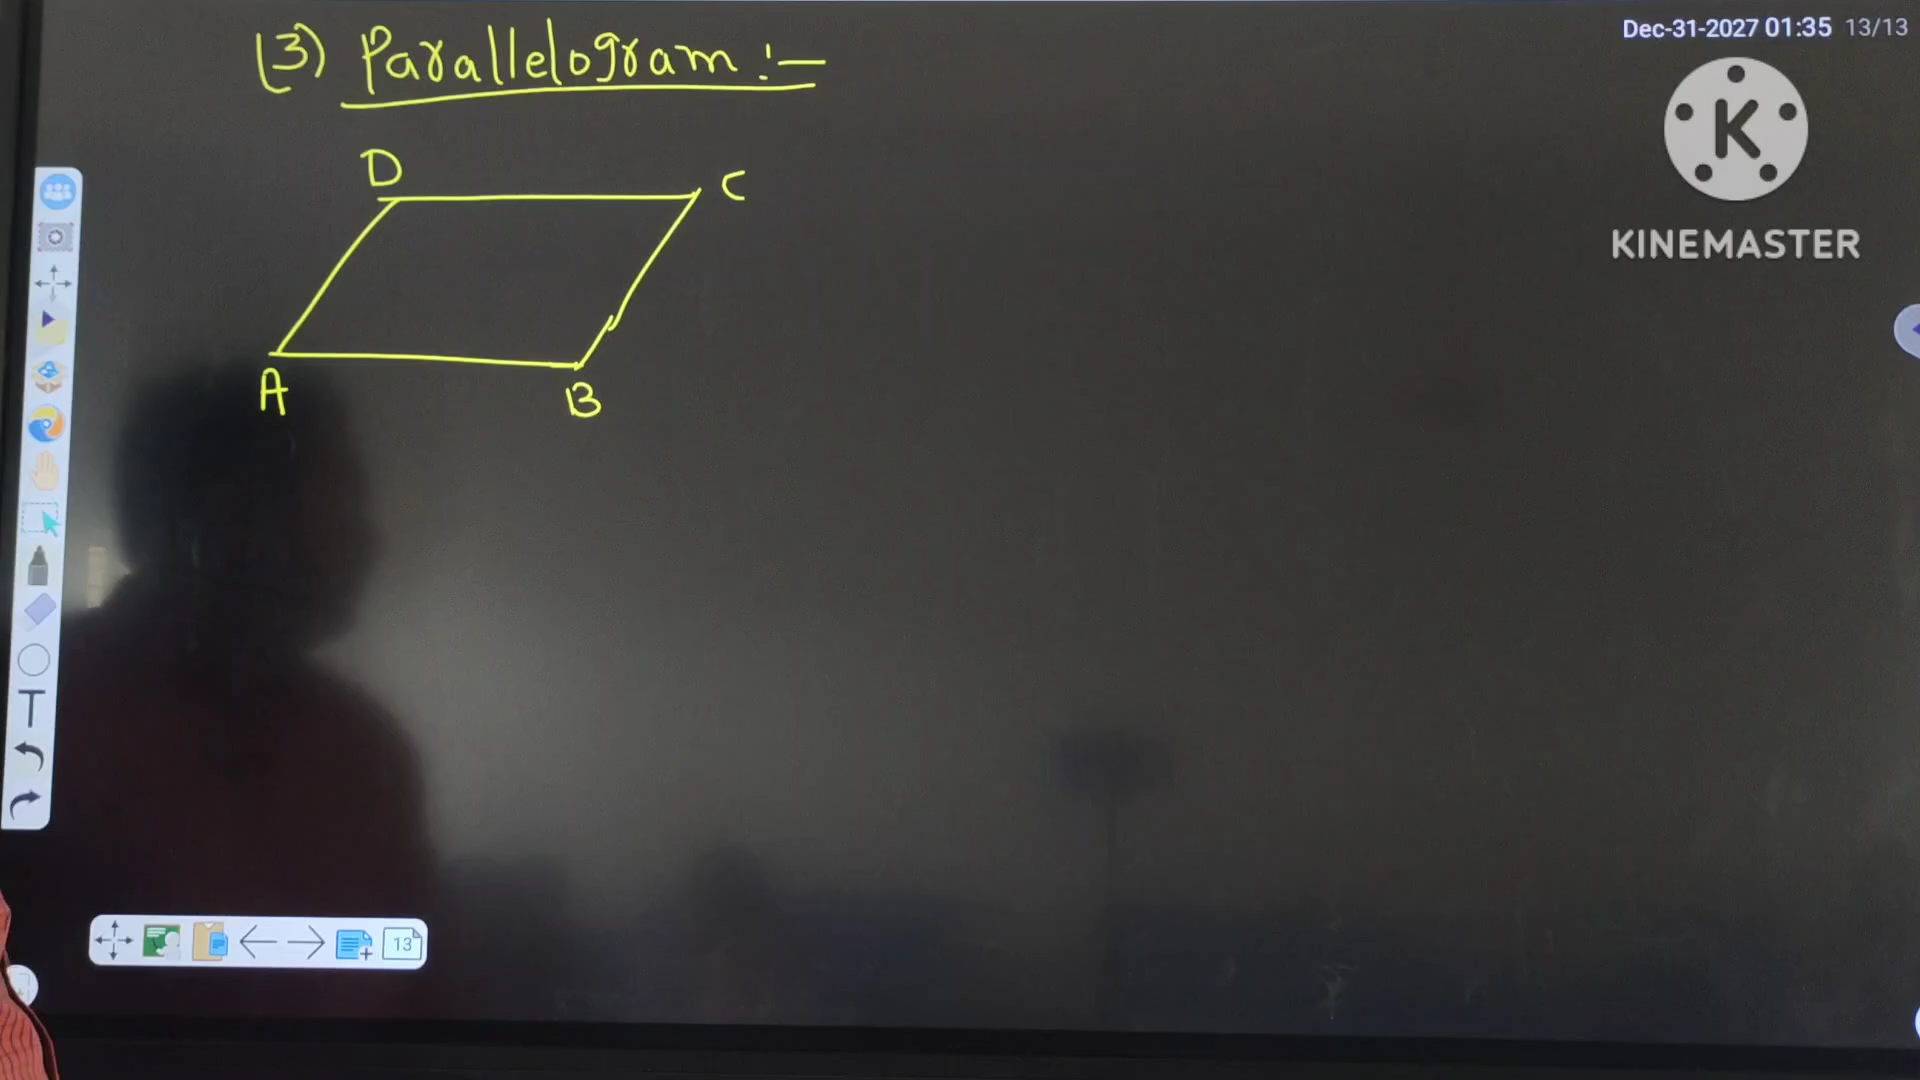 Dec-31-2027 01:35 13/13
(3) Parallelogram :-
K
KINEMASTER
D C
A B
T
13